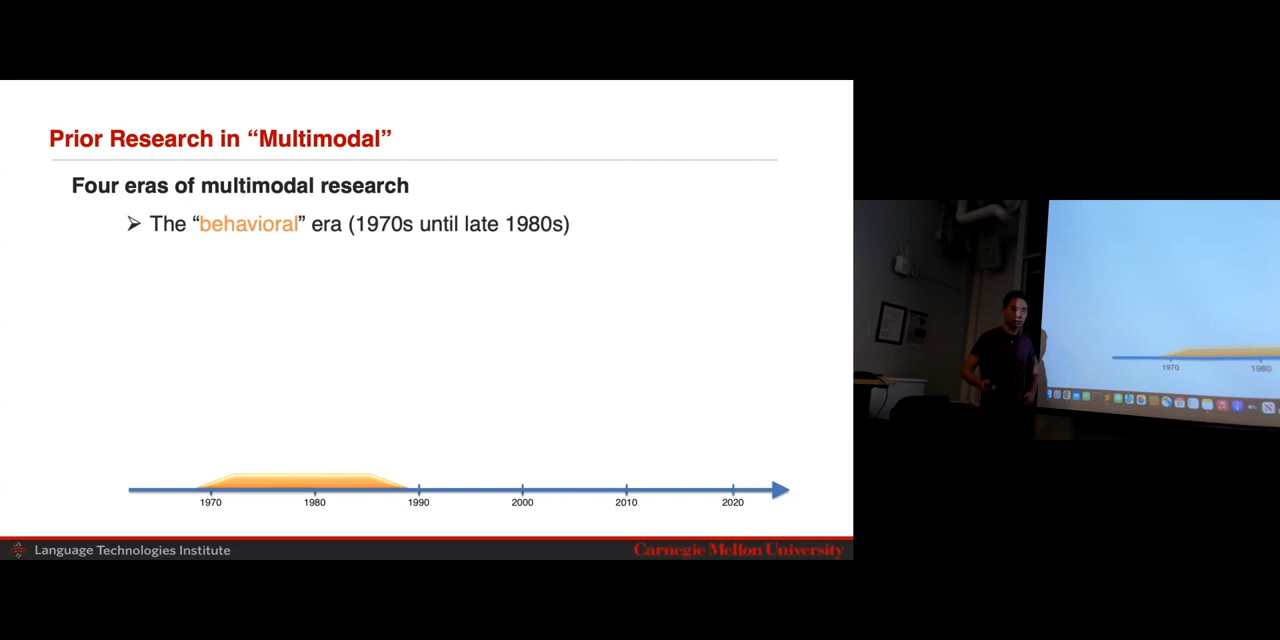 Prior Research in “Multimodal”
Four eras of multimodal research
➢ The “behavioral” era (1970s until late 1980s)
1970 1980 1990 2000 2010 2020
Language Technologies Institute
Carnegie Mellon University
1970 1980